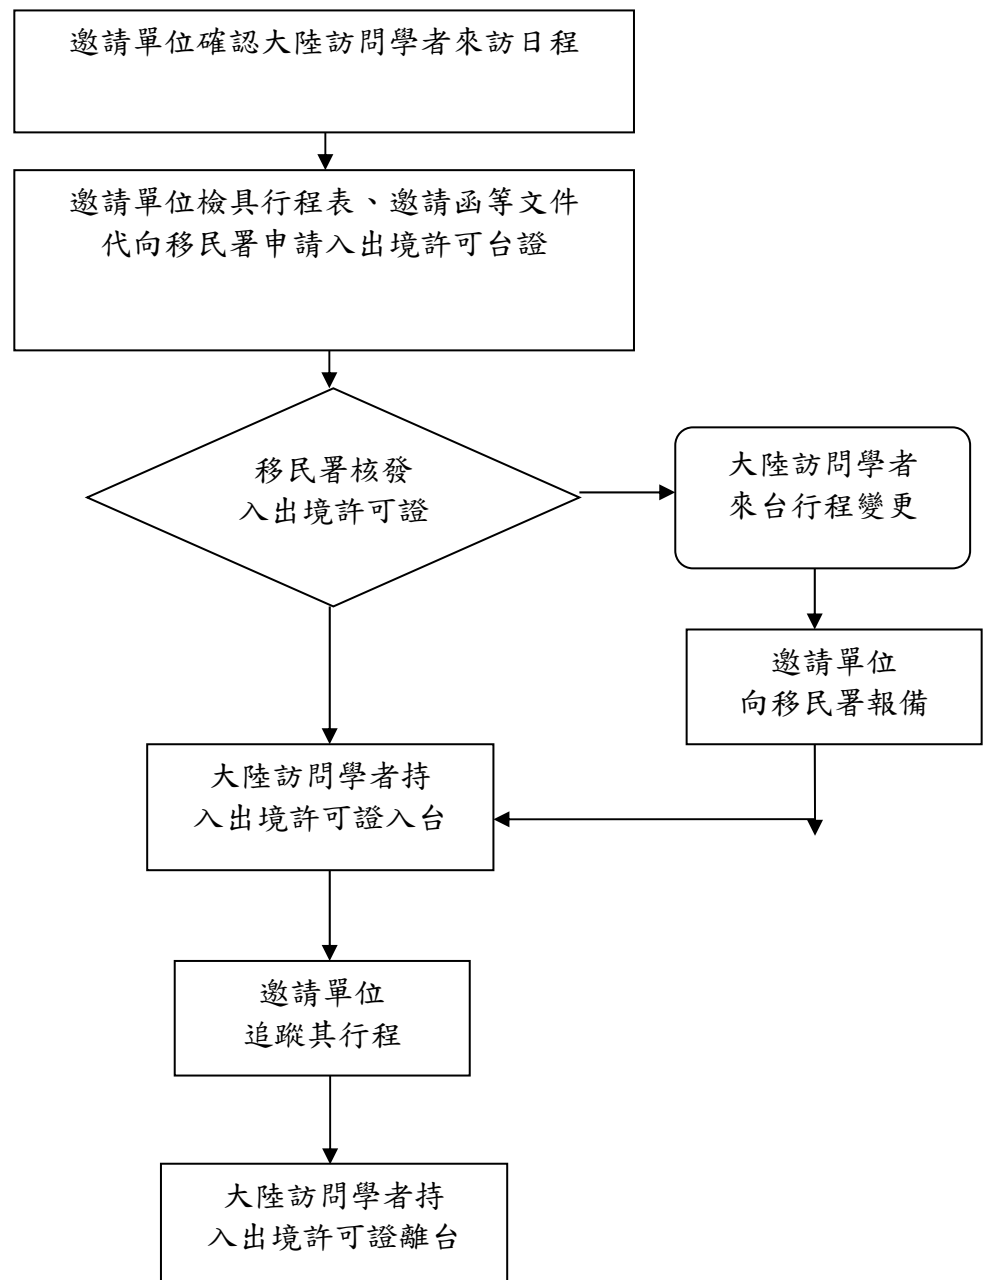 邀請單位確認大陸訪問學者來訪日程
邀請單位檢具行程表、邀請函等文件
代向移民署申請入出境許可台證
移民署核發
入出境許可證
大陸訪問學者
來台行程變更
邀請單位
向移民署報備
大陸訪問學者持
入出境許可證入台
邀請單位
追蹤其行程
大陸訪問學者持
入出境許可證離台